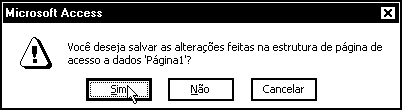 Microsoft Access
Você deseja salvar as alterações feitas na estrutura de página de
acesso a dados 'Página1'?
Sim
Não
Cancelar